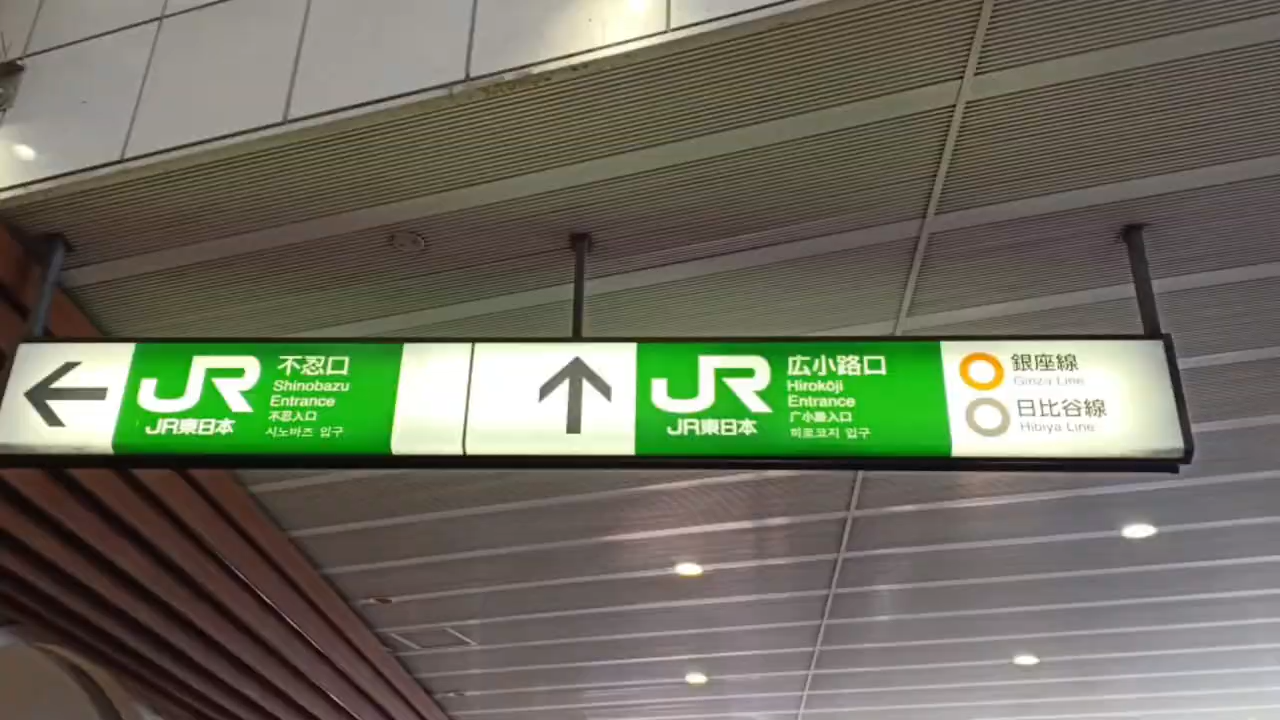 JR
JR東日本
不忍口
Shinobazu
Entrance
不忍入口
시노바즈 입구
JR
JR東日本
広小路口
Hirokōji
Entrance
广小路入口
히로코지 입구
銀座線
Ginza Line
日比谷線
Hibiya Line